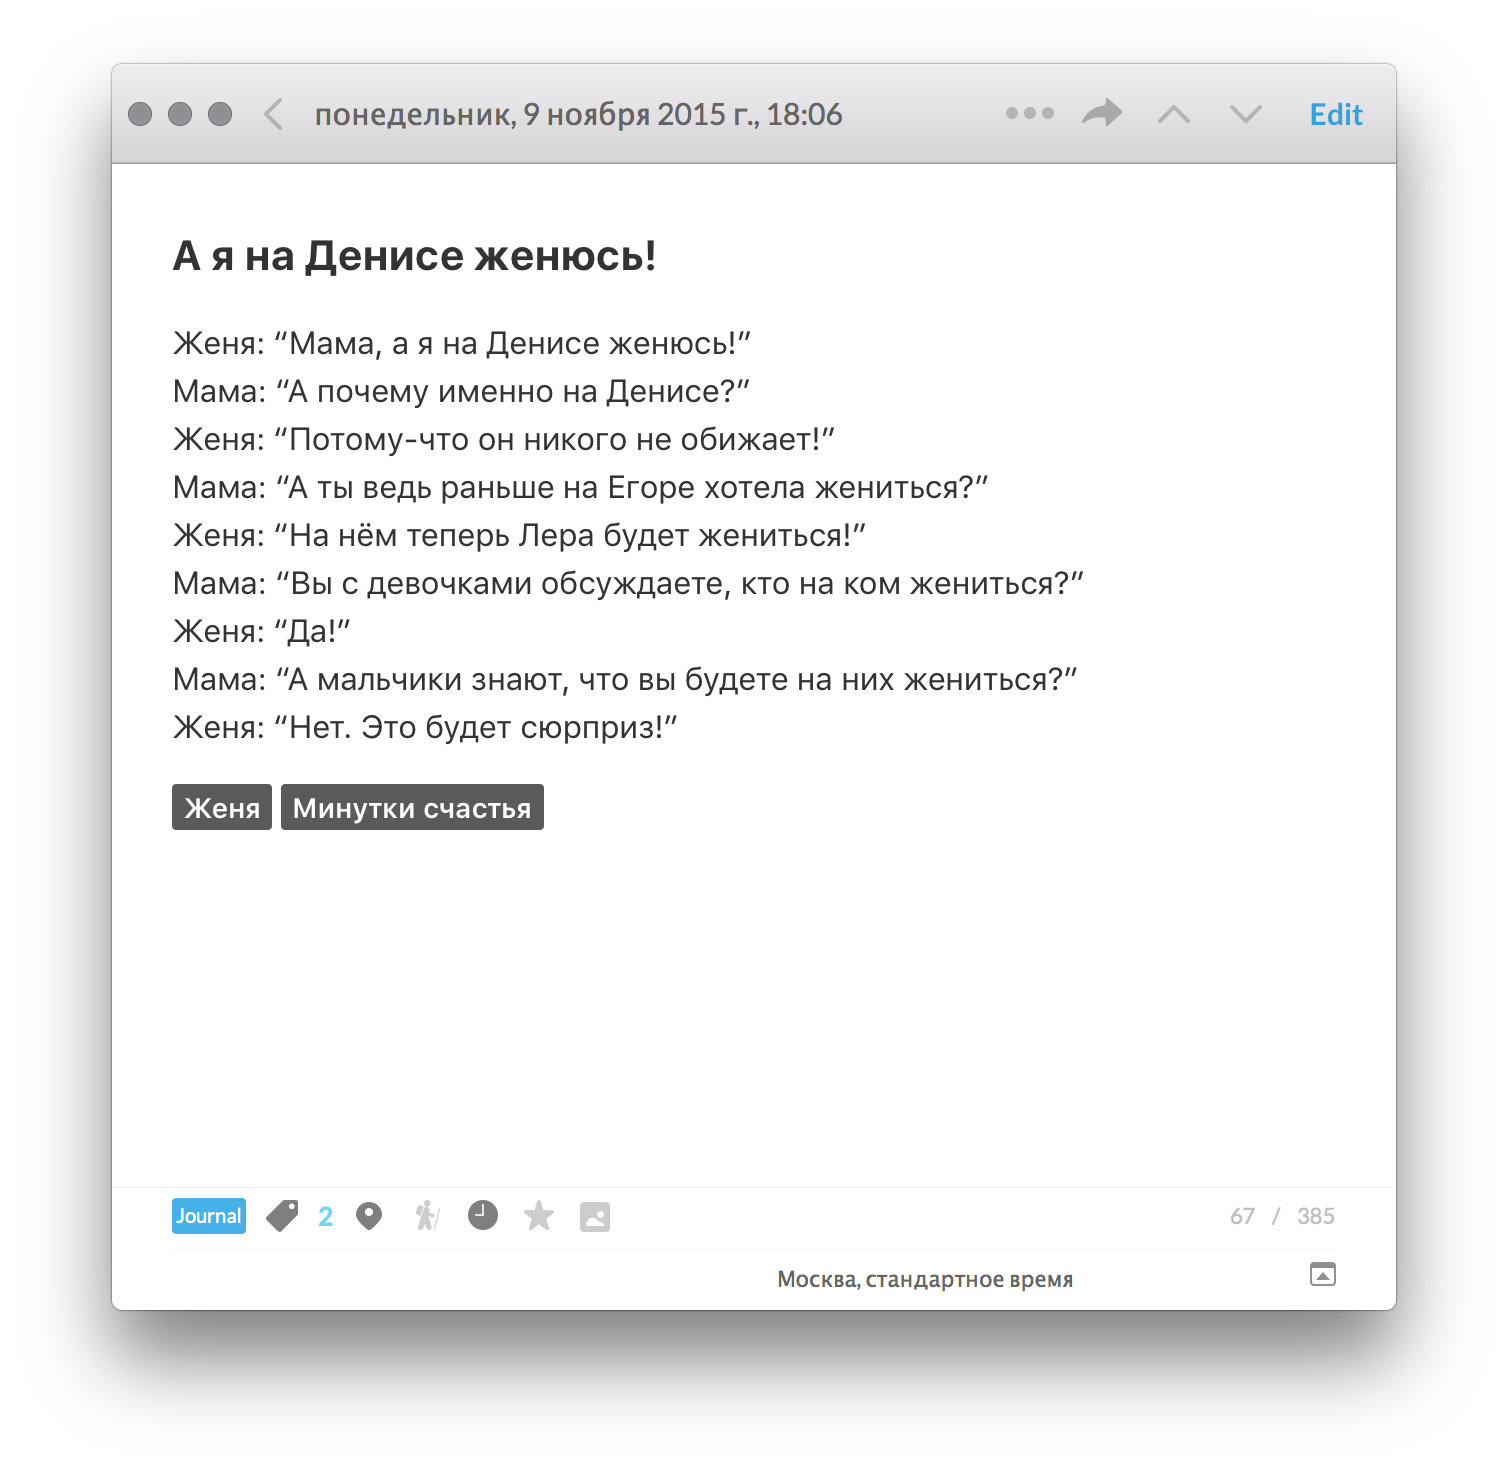 понедельник, 9 ноября 2015 г., 18:06
Edit
А я на Денисе женюсь!
Женя: “Мама, а я на Денисе женюсь!”
Мама: “А почему именно на Денисе?”
Женя: “Потому-что он никого не обижает!”
Мама: “А ты ведь раньше на Егоре хотела жениться?”
Женя: “На нём теперь Лера будет жениться!”
Мама: “Вы с девочками обсуждаете, кто на ком жениться?”
Женя: “Да!”
Мама: “А мальчики знают, что вы будете на них жениться?”
Женя: “Нет. Это будет сюрприз!”
Женя Минутки счастья
Journal 2 67 / 385
Москва, стандартное время